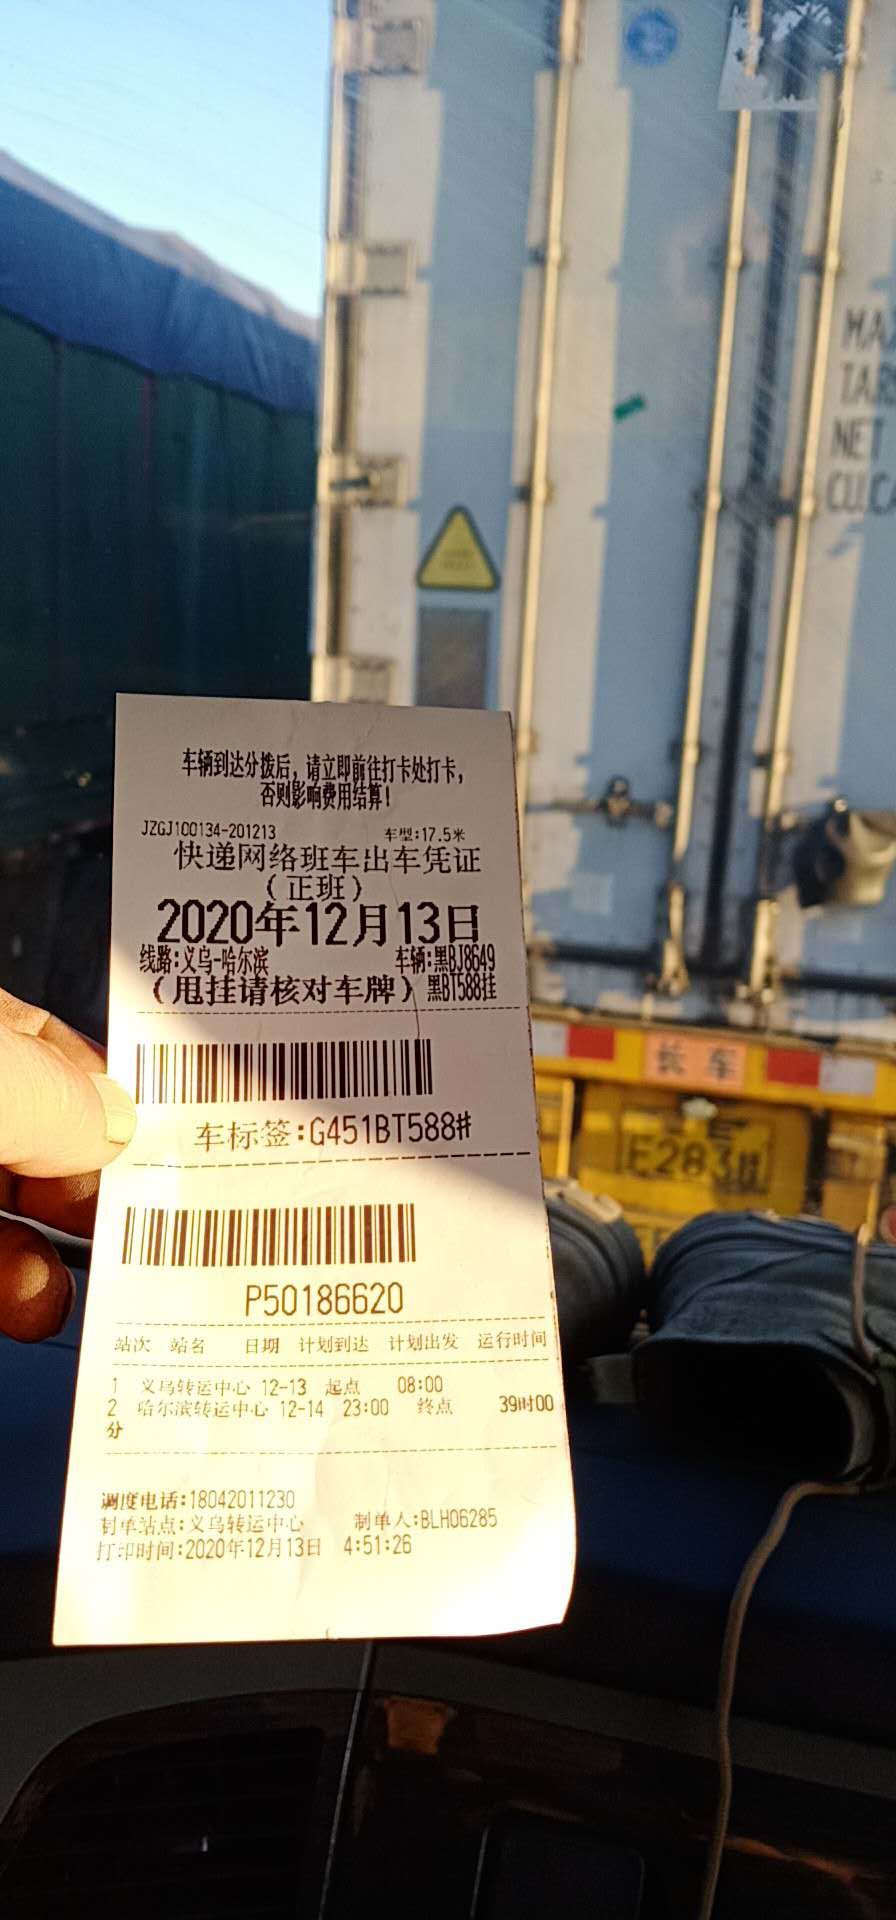 MAX
TARE
NET
CU.CA
车辆到达分拨后，请立即前往打卡处打卡，
否则影响费用结算！
JZGJ100134-201213 车型:17.5米
快递网络班车出车凭证
（正班）
2020年12月13日
线路:义乌-哈尔滨 车辆:黑BJ8649
（甩挂请核对车牌）黑BT588挂
车标签:G451BT588#
P50186620
站次 站名 日期 计划到达 计划出发 运行时间
1 义乌转运中心 12-13 起点 08:00
2 哈尔滨转运中心 12-14 23:00 终点 39时00
分
调度电话:18042011230
制单站点:义乌转运中心 制单人:BLH06285
打印时间:2020年12月13日 4:51:26
长车
E283挂